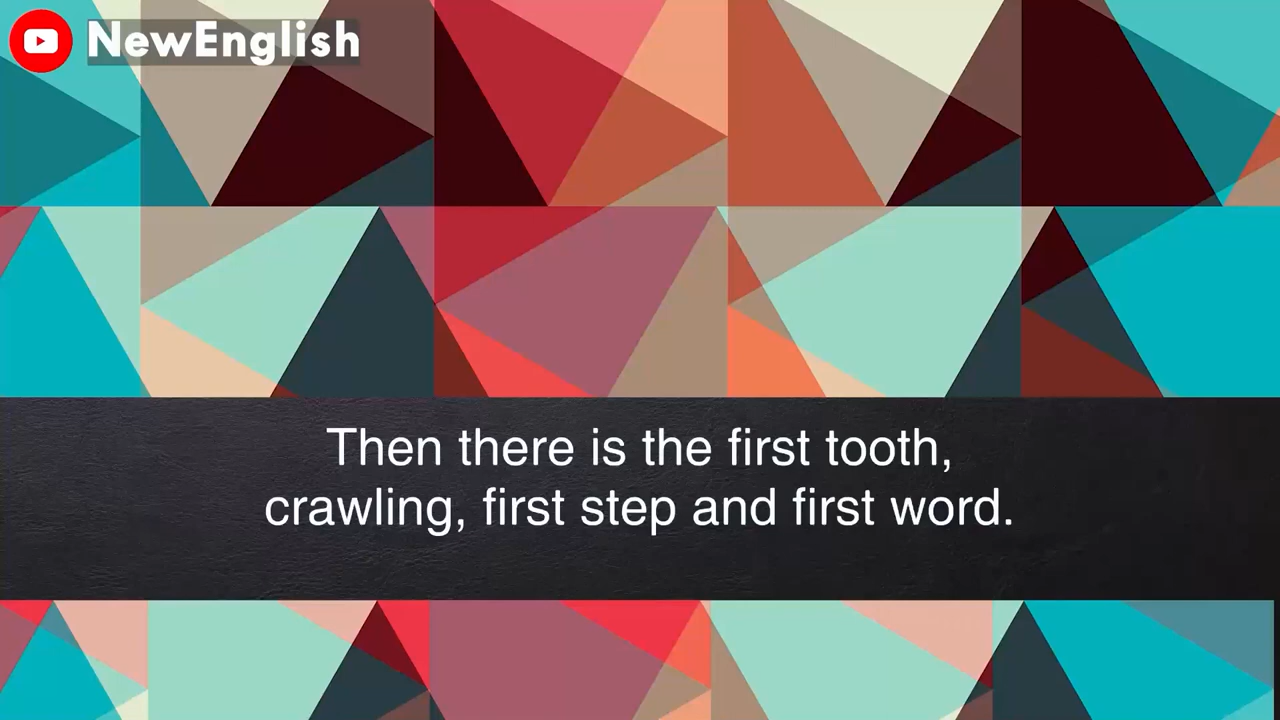 NewEnglish
Then there is the first tooth,
crawling, first step and first word.